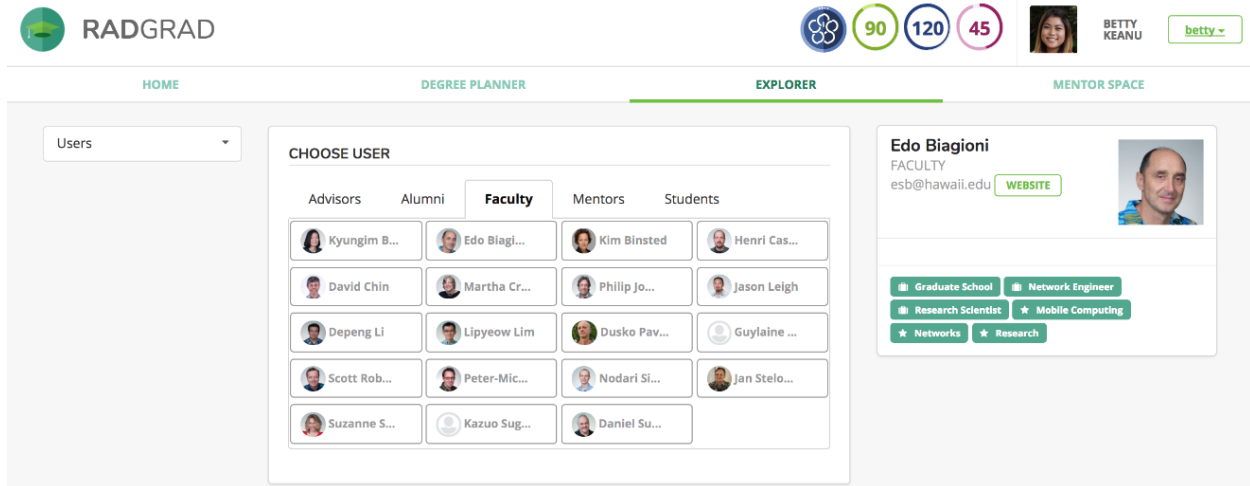 RADGRAD
90 120 45
BETTY
KEANU
betty
HOME DEGREE PLANNER EXPLORER MENTOR SPACE
Users
CHOOSE USER
Advisors Alumni Faculty Mentors Students
Kyungim B... Edo Biagi... Kim Binsted Henri Cas...
David Chin Martha Cr... Philip Jo... Jason Leigh
Depeng Li Lipyeow Lim Dusko Pav... Guylaine ...
Scott Rob... Peter-Mic... Nodari Si... Jan Stelo...
Suzanne S... Kazuo Sug... Daniel Su...
Edo Biagioni
FACULTY
esb@hawaii.edu WEBSITE
Graduate School Network Engineer
Research Scientist Mobile Computing
Networks Research